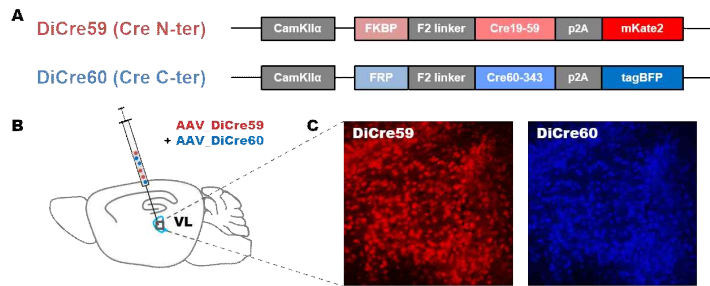 A
DiCre59 (Cre N-ter)
CamKIIα FKBP F2 linker Cre19-59 p2A mKate2
DiCre60 (Cre C-ter)
CamKIIα FRP F2 linker Cre60-343 p2A tagBFP
B
AAV_DiCre59
+ AAV_DiCre60
VL
C
DiCre59
DiCre60